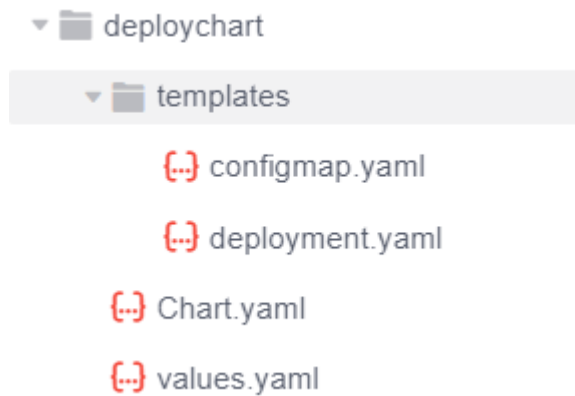 deploychart
templates
configmap.yaml
deployment.yaml
Chart.yaml
values.yaml